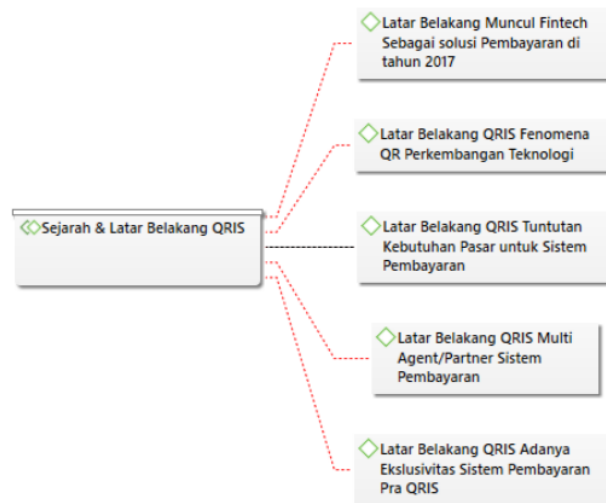 Latar Belakang Muncul Fintech
Sebagai solusi Pembayaran di
tahun 2017
Latar Belakang QRIS Fenomena
QR Perkembangan Teknologi
Sejarah & Latar Belakang QRIS
Latar Belakang QRIS Tuntutan
Kebutuhan Pasar untuk Sistem
Pembayaran
Latar Belakang QRIS Multi
Agent/Partner Sistem
Pembayaran
Latar Belakang QRIS Adanya
Ekslusivitas Sistem Pembayaran
Pra QRIS